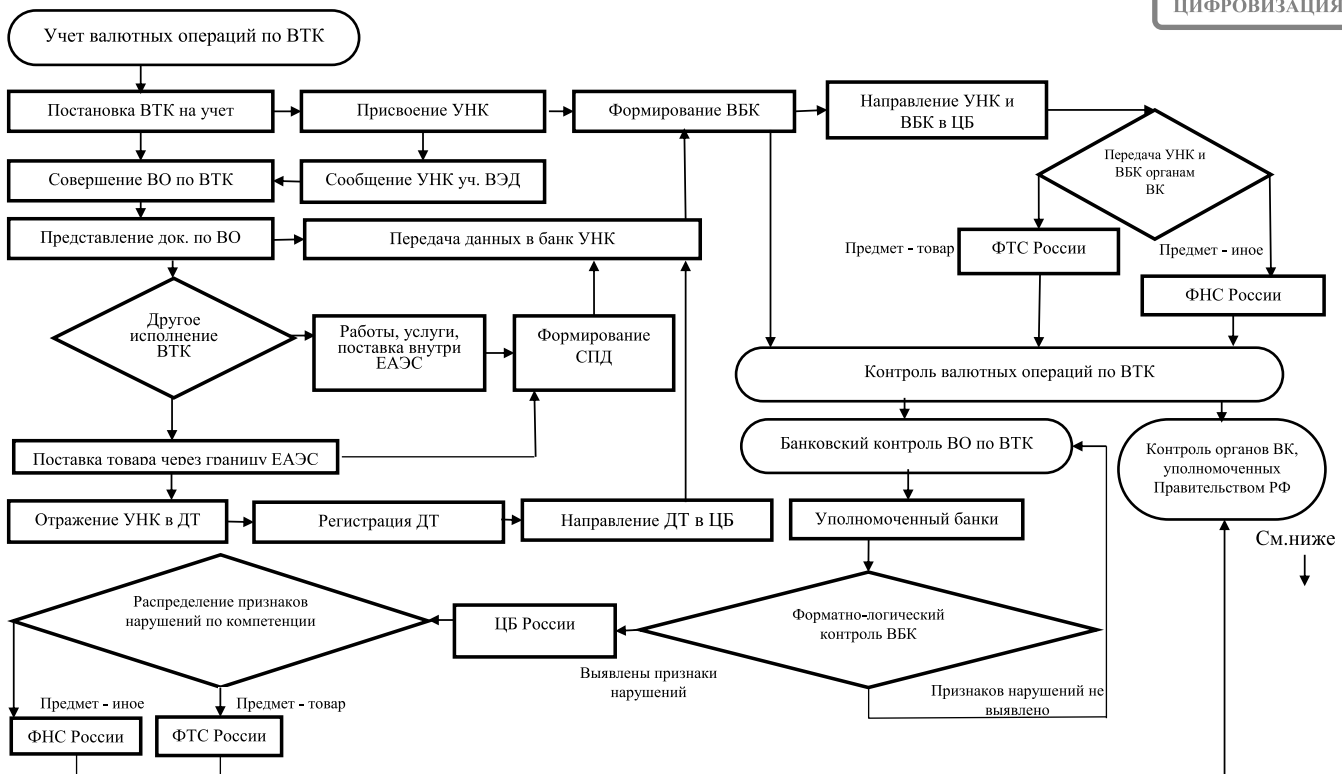 ЦИФРОВИЗАЦИЯ
Учет валютных операций по ВТК
Постановка ВТК на учет
Присвоение УНК
Формирование ВБК
Направление УНК и
ВБК в ЦБ
Передача УНК и
ВБК органам
ВК
Совершение ВО по ВТК
Сообщение УНК уч. ВЭД
Представление док. по ВО
Передача данных в банк УНК
Предмет - товар
ФТС России
Предмет - иное
ФНС России
Другое
исполнение
ВТК
Работы, услуги,
поставка внутри
ЕАЭС
Формирование
СПД
Контроль валютных операций по ВТК
Поставка товара через границу ЕАЭС
Банковский контроль ВО по ВТК
Контроль органов ВК,
уполномоченных
Правительством РФ
Отражение УНК в ДТ
Регистрация ДТ
Направление ДТ в ЦБ
Уполномоченный банки
См.ниже
Распределение признаков
нарушений по компетенции
ЦБ России
Форматно-логический
контроль ВБК
Выявлены признаки
нарушений
Признаков нарушений не
выявлено
Предмет - иное
Предмет - товар
ФНС России
ФТС России